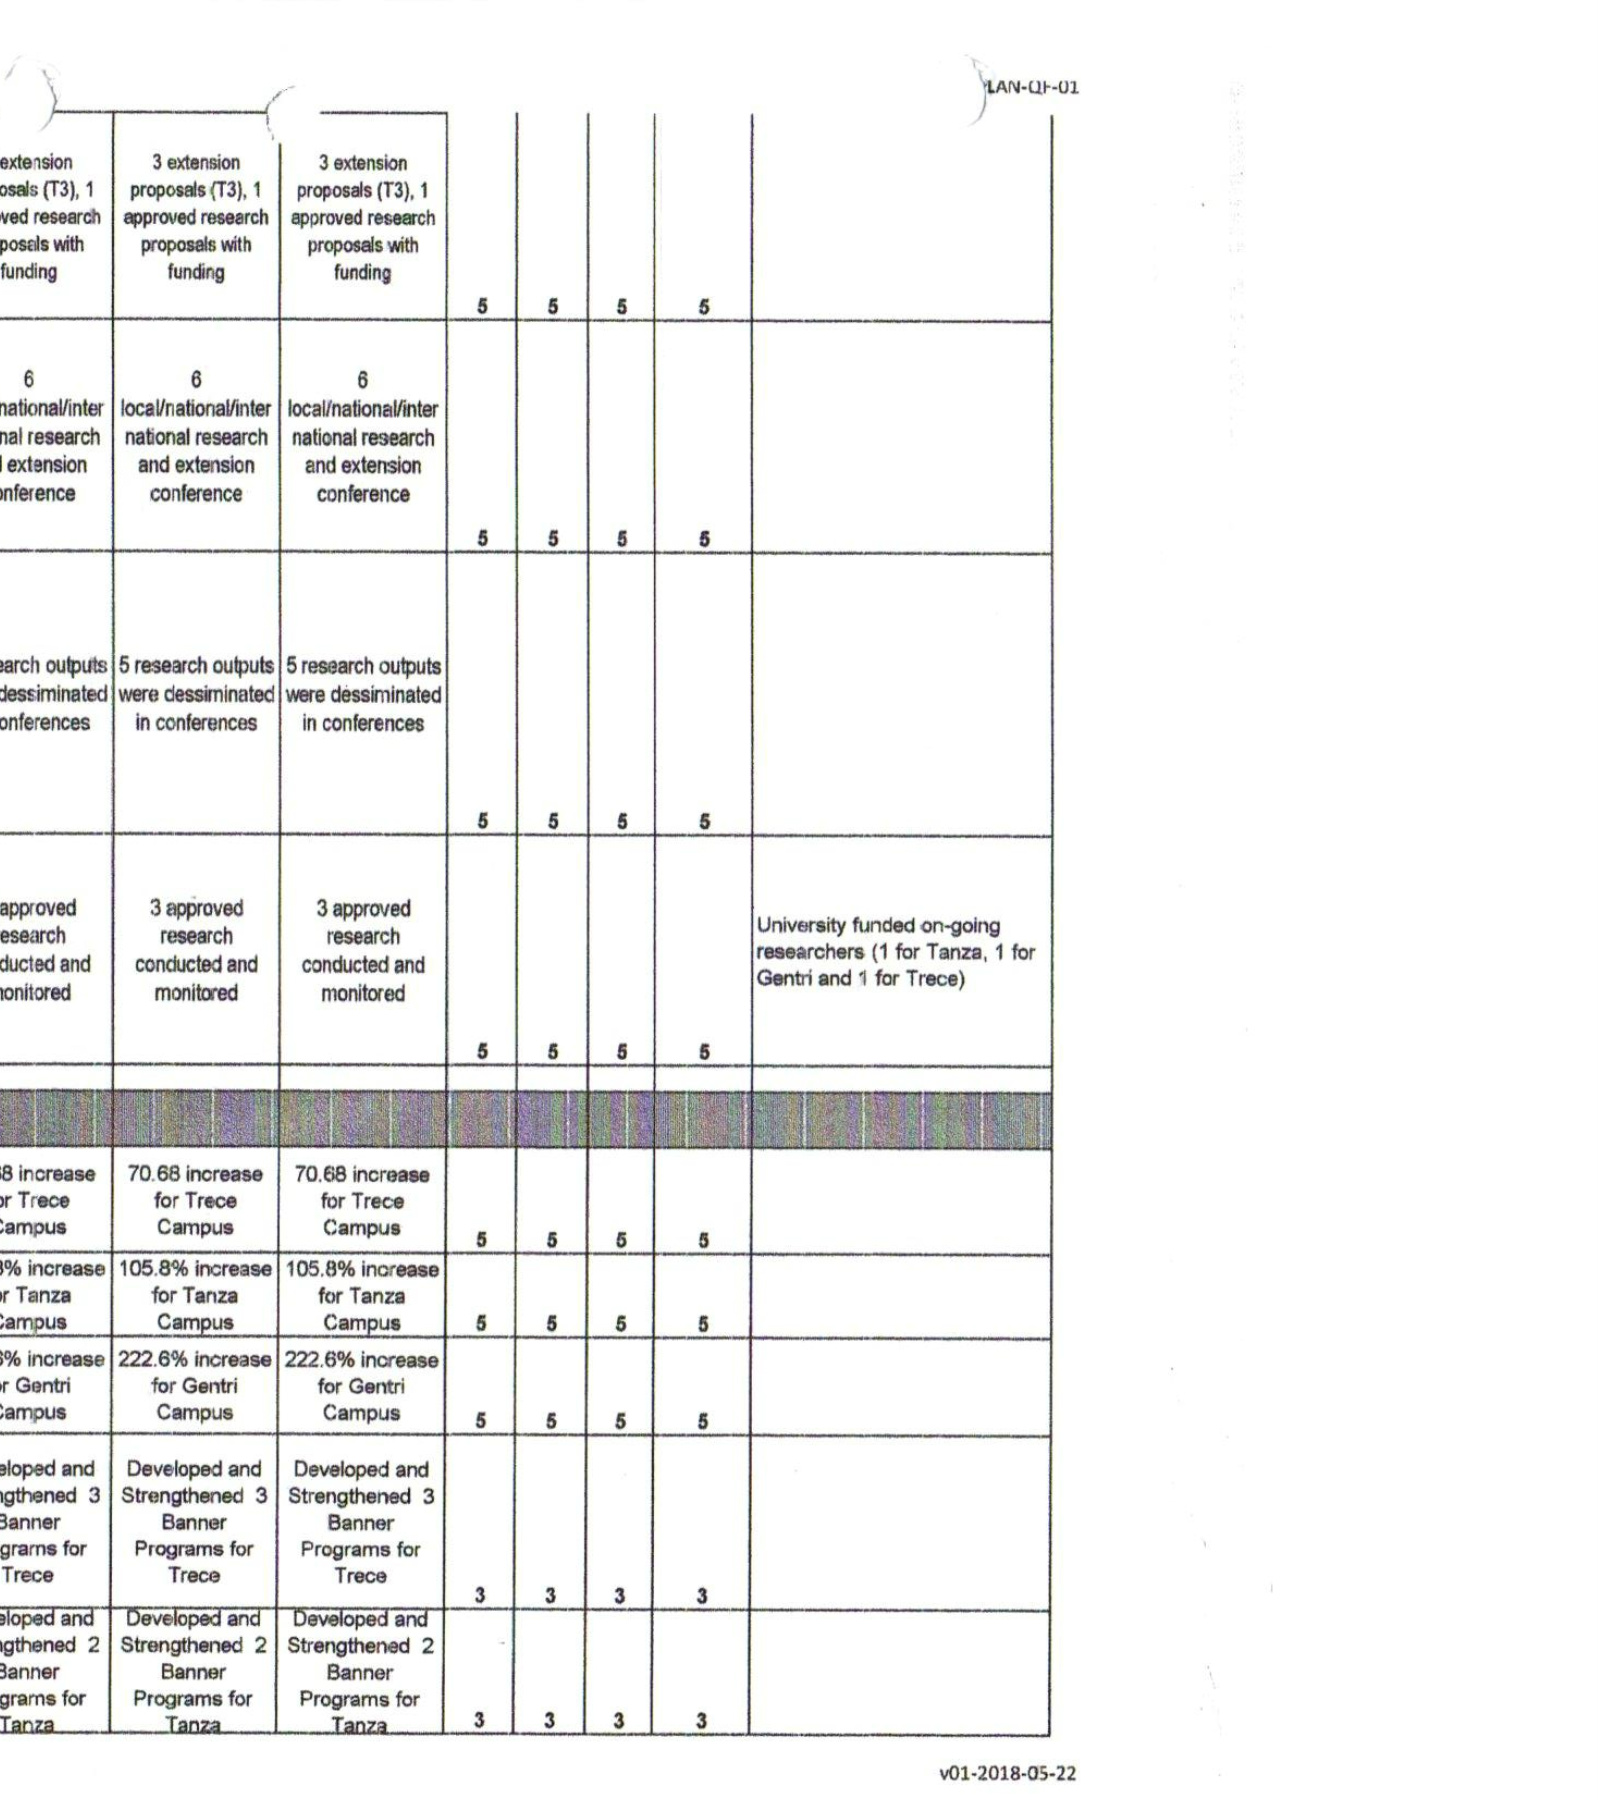 LAN-QF-01
extension
osals (T3), 1
ved research
posals with
funding
3 extension
proposals (T3), 1
approved research
proposals with
funding
3 extension
proposals (T3), 1
approved research
proposals with
funding
5 5 5 5
6
national/inter
nal research
extension
onference
6
local/national/inter
national research
and extension
conference
6
local/national/inter
national research
and extension
conference
5 5 5 5
earch outputs
dessiminated
onferences
5 research outputs
were dessiminated
in conferences
5 research outputs
were dessiminated
in conferences
5 5 5 5
approved
esearch
ducted and
nonitored
3 approved
research
conducted and
monitored
3 approved
research
conducted and
monitored
5 5 5 5
University funded on-going
researchers (1 for Tanza, 1 for
Gentri and 1 for Trece)
68 increase
or Trece
Campus
70.68 increase
for Trece
Campus
70.68 increase
for Trece
Campus
5 5 5 5
8% increase
or Tanza
Campus
105.8% increase
for Tanza
Campus
105.8% increase
for Tanza
Campus
5 5 5 5
6% increase
or Gentri
Campus
222.6% increase
for Gentri
Campus
222.6% increase
for Gentri
Campus
5 5 5 5
eloped and
ngthened 3
Banner
grams for
Trece
Developed and
Strengthened 3
Banner
Programs for
Trece
Developed and
Strengthened 3
Banner
Programs for
Trece
3 3 3 3
eloped and
ngthened 2
Banner
grams for
Tanza
Developed and
Strengthened 2
Banner
Programs for
Tanza
Developed and
Strengthened 2
Banner
Programs for
Tanza
3 3 3 3
v01-2018-05-22